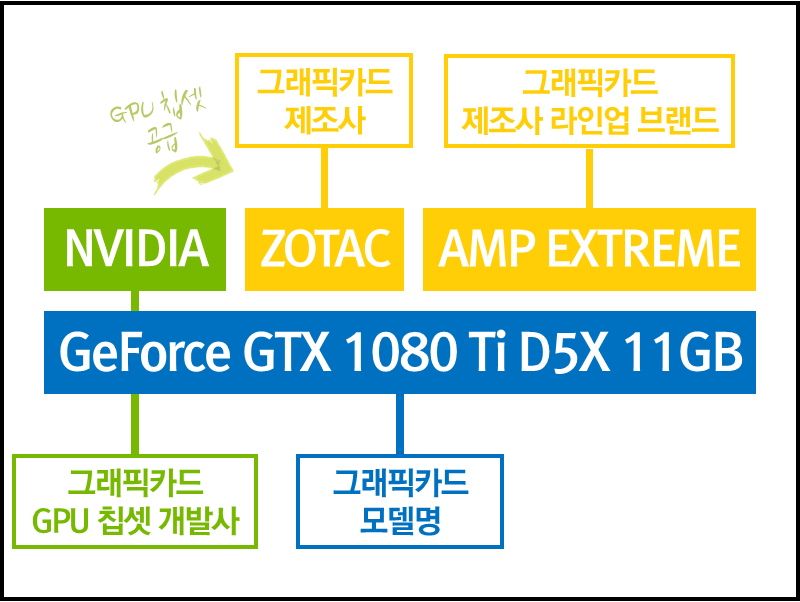 그래픽카드
제조사
그래픽카드
제조사 라인업 브랜드
GPU 칩셋
공급
NVIDIA
ZOTAC
AMP EXTREME
GeForce GTX 1080 Ti D5X 11GB
그래픽카드
GPU 칩셋 개발사
그래픽카드
모델명